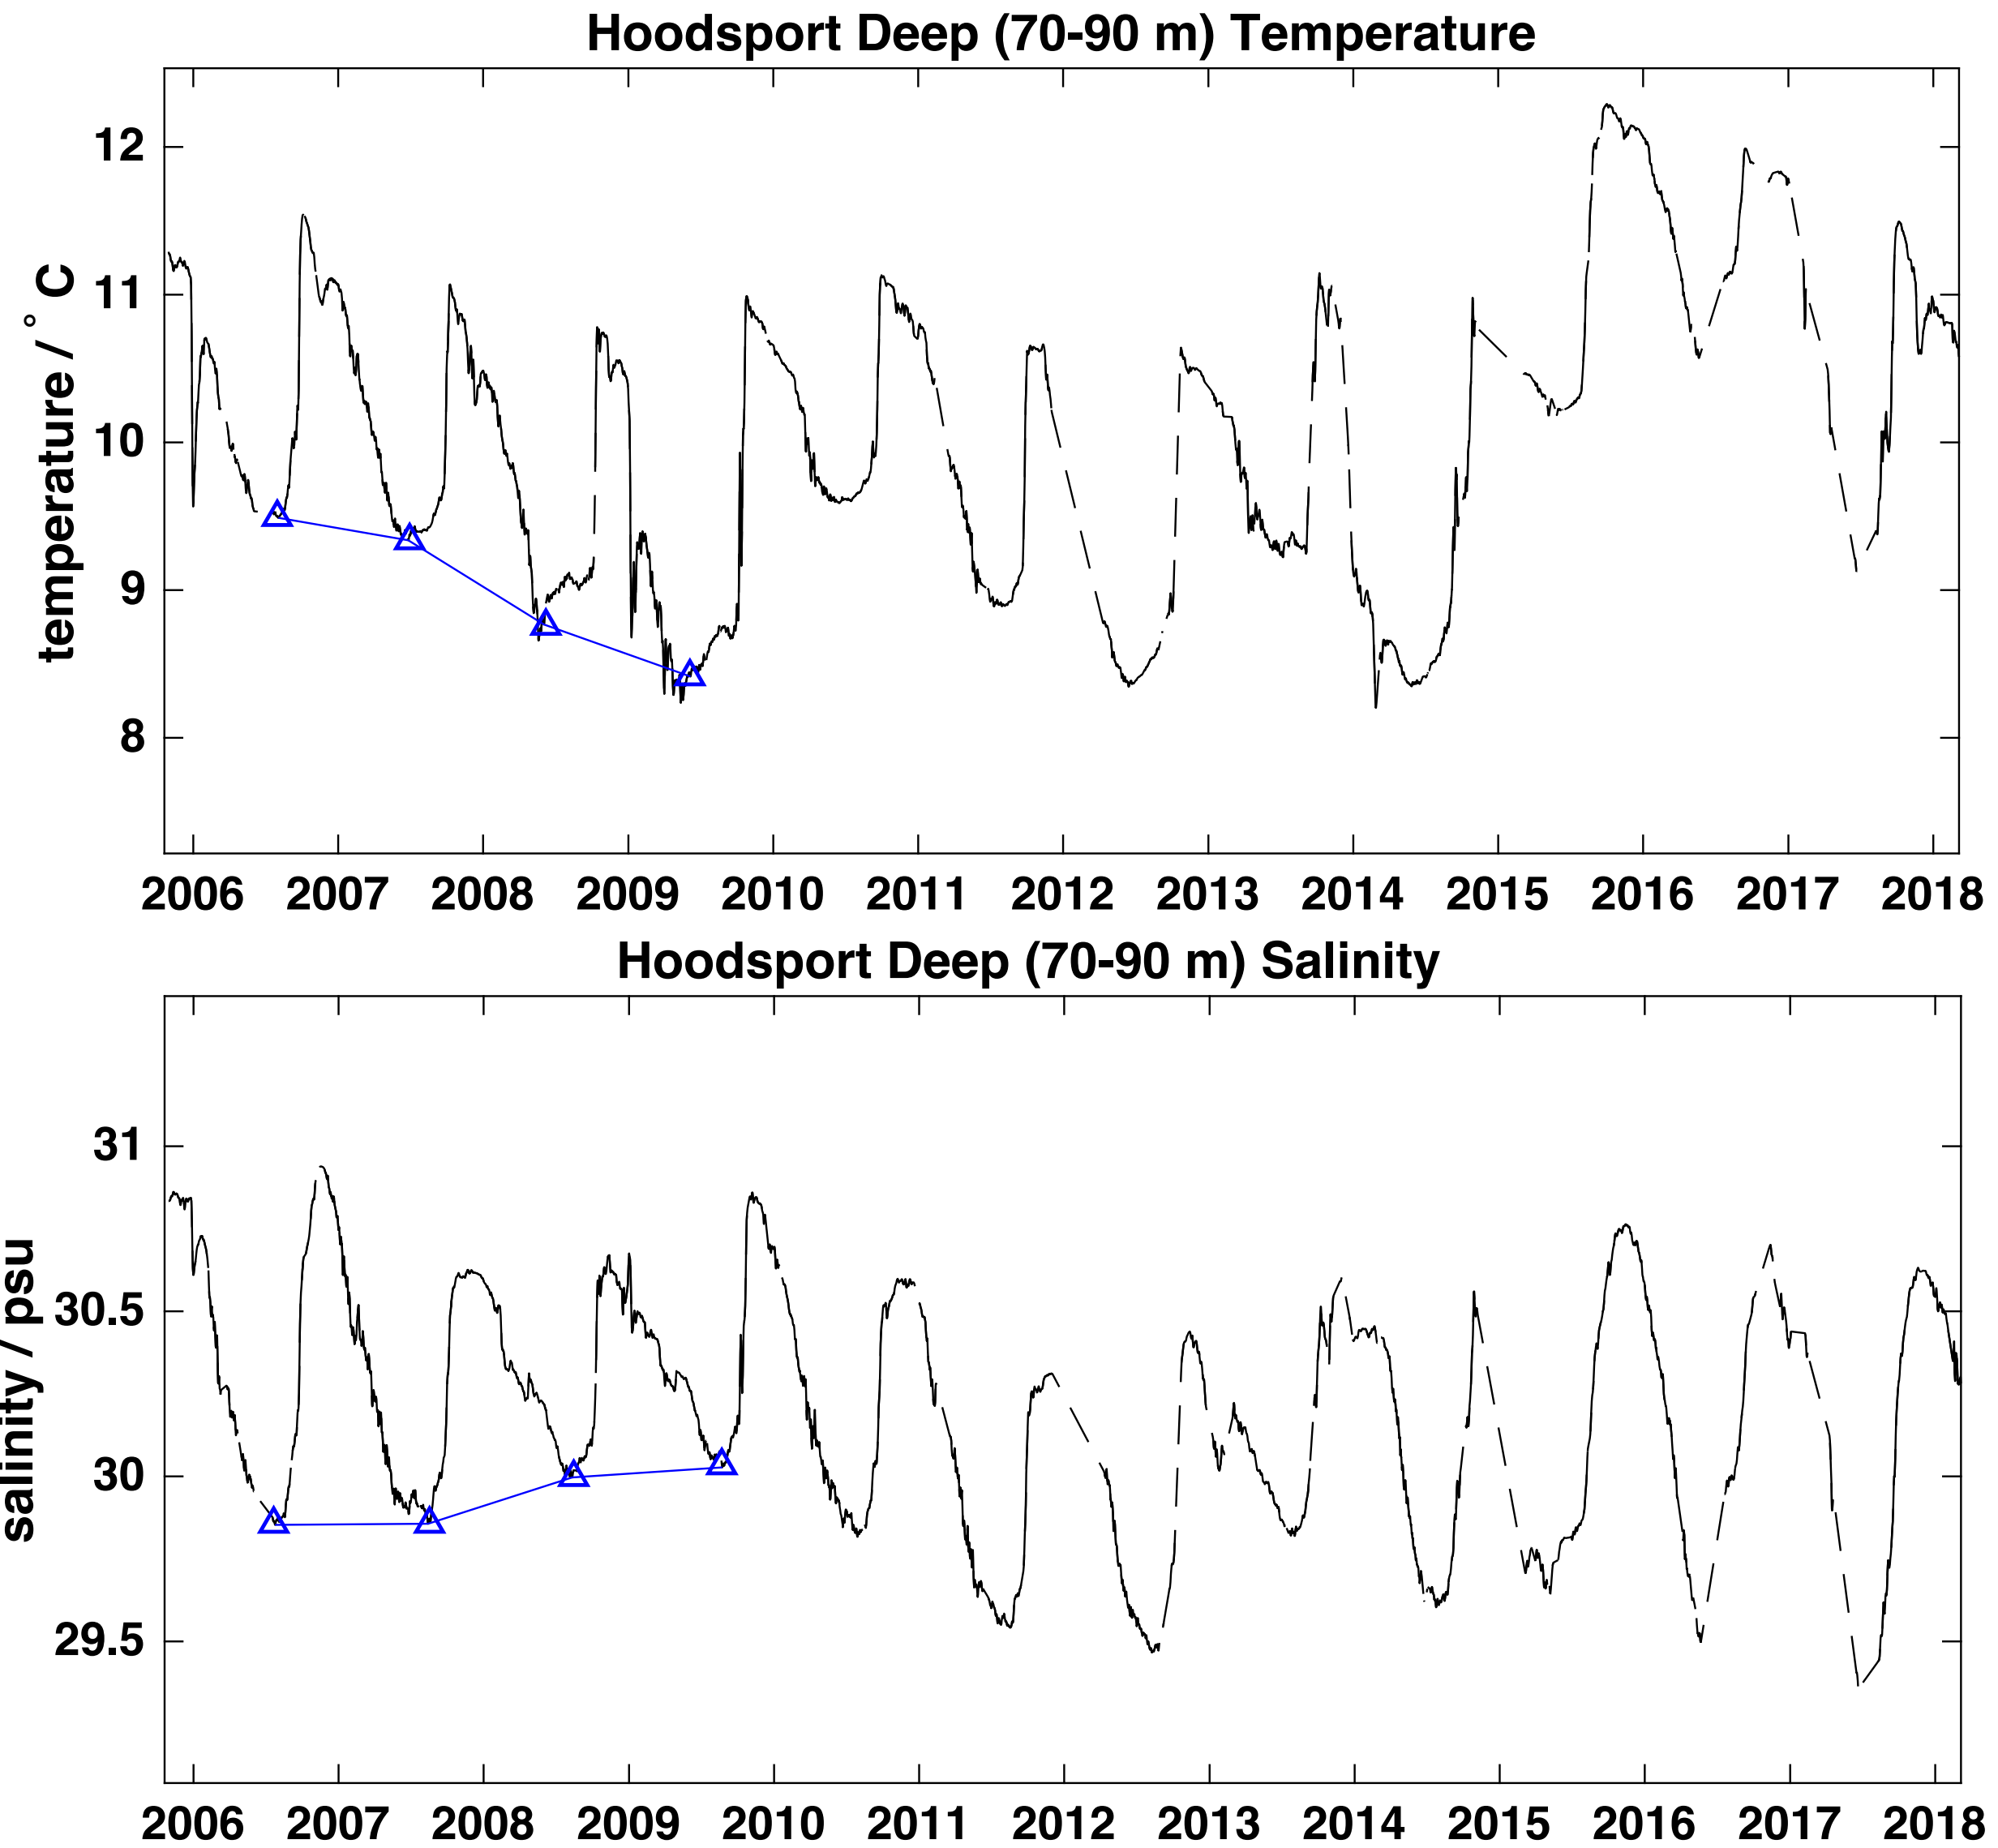 Hoodsport Deep (70-90 m) Temperature
temperature / ° C
12
11
10
9
8
2006 2007 2008 2009 2010 2011 2012 2013 2014 2015 2016 2017 2018
Hoodsport Deep (70-90 m) Salinity
salinity / psu
31
30.5
30
29.5
2006 2007 2008 2009 2010 2011 2012 2013 2014 2015 2016 2017 2018